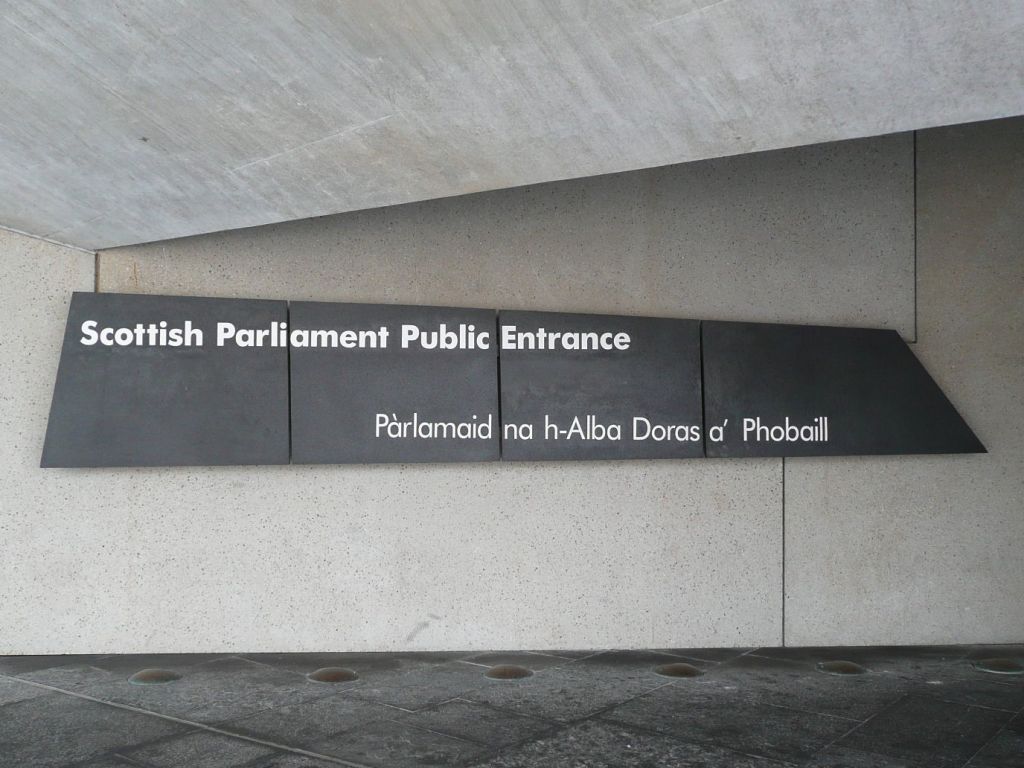 Scottish Parliament Public Entrance
Pàrlamaid na h-Alba Doras a' Phobaill